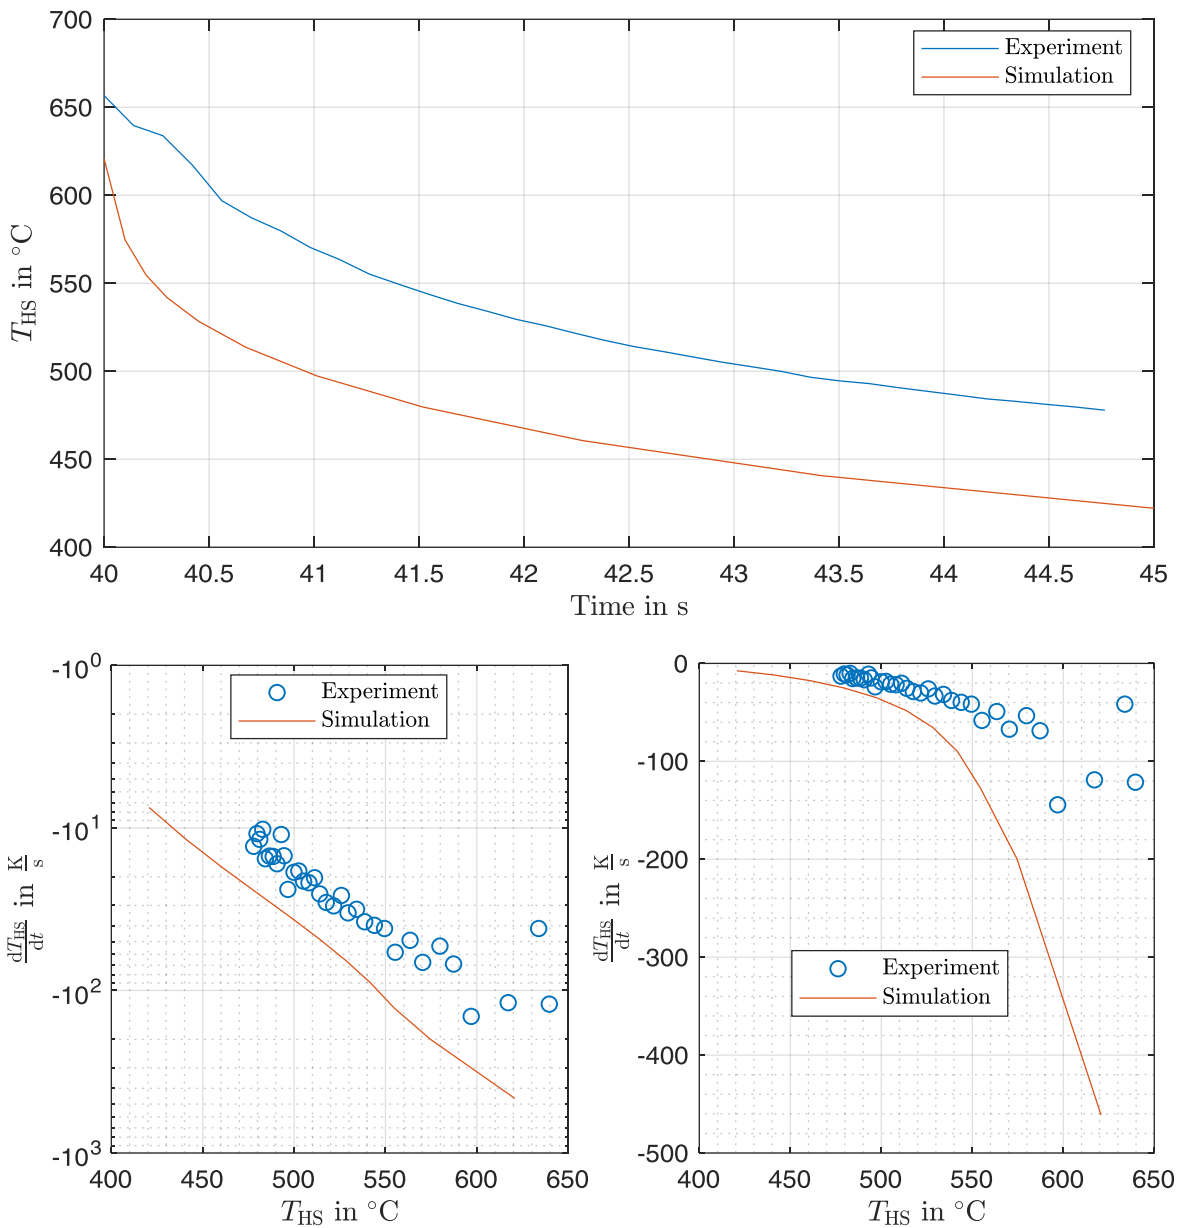 700
650
600
550
500
450
400
T_HS in °C
Experiment
Simulation
40 40.5 41 41.5 42 42.5 43 43.5 44 44.5 45
Time in s
-10^0
-10^1
-10^2
-10^3
dT_HS/dt in K/s
Experiment
Simulation
400 450 500 550 600 650
T_HS in °C
0
-100
-200
-300
-400
-500
dT_HS/dt in K/s
Experiment
Simulation
400 450 500 550 600 650
T_HS in °C